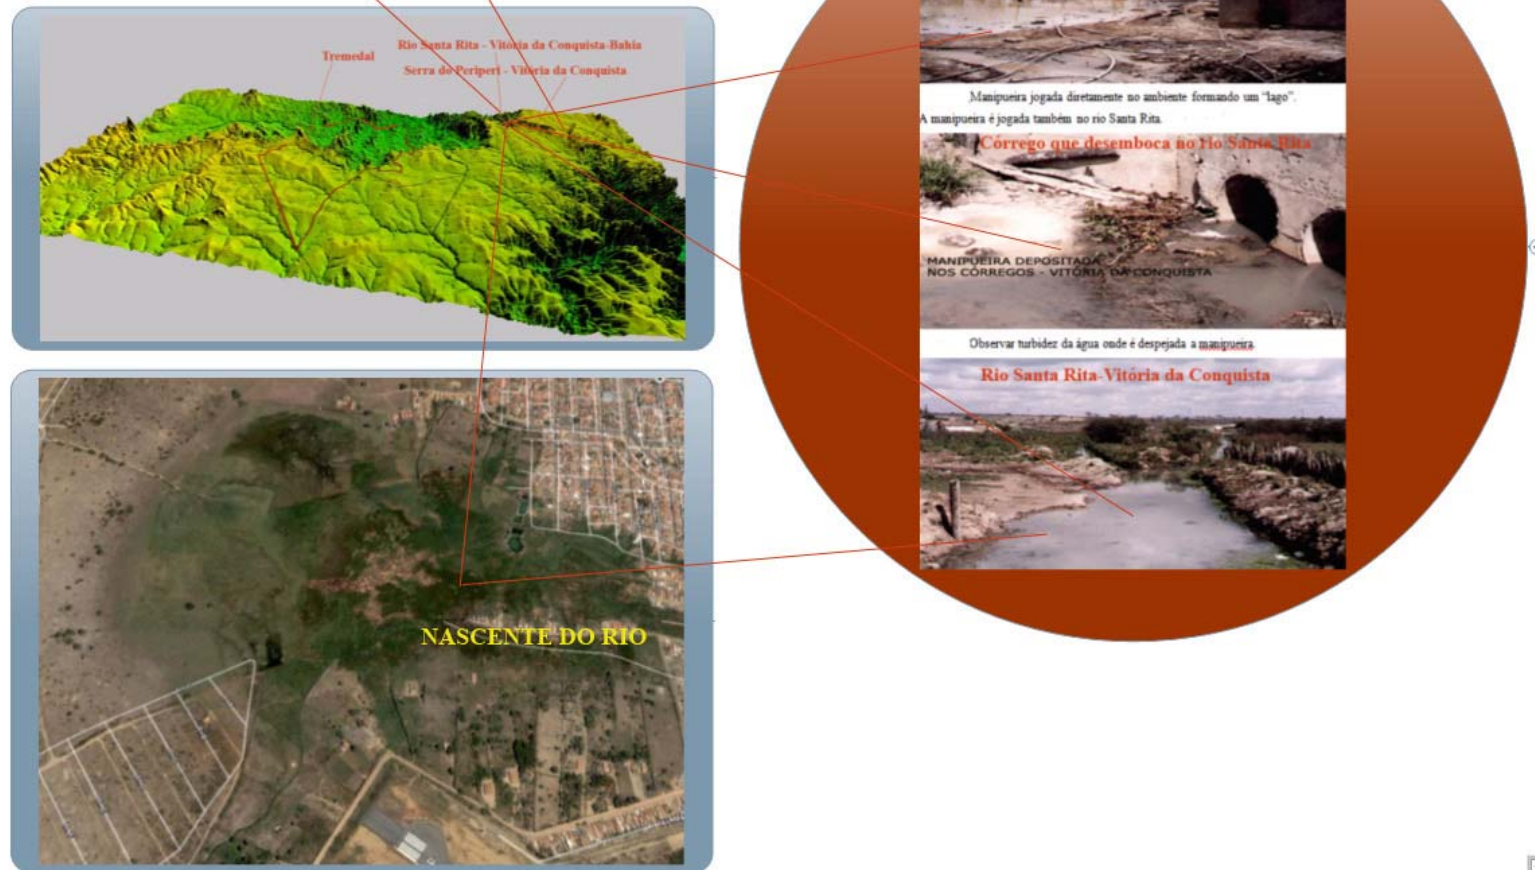 Rio Santa Rita - Vitória da Conquista-Bahia
Tremedal
Serra do Periperi - Vitória da Conquista
NASCENTE DO RIO
Manipueira jogada diretamente no ambiente formando um “lago”.
A manipueira é jogada também no rio Santa Rita.
Córrego que desemboca no rio Santa Rita
MANIPUEIRA DEPOSITADA
NOS CÓRREGOS - VITÓRIA DA CONQUISTA
Observar turbidez da água onde é despejada a manipueira.
Rio Santa Rita-Vitória da Conquista